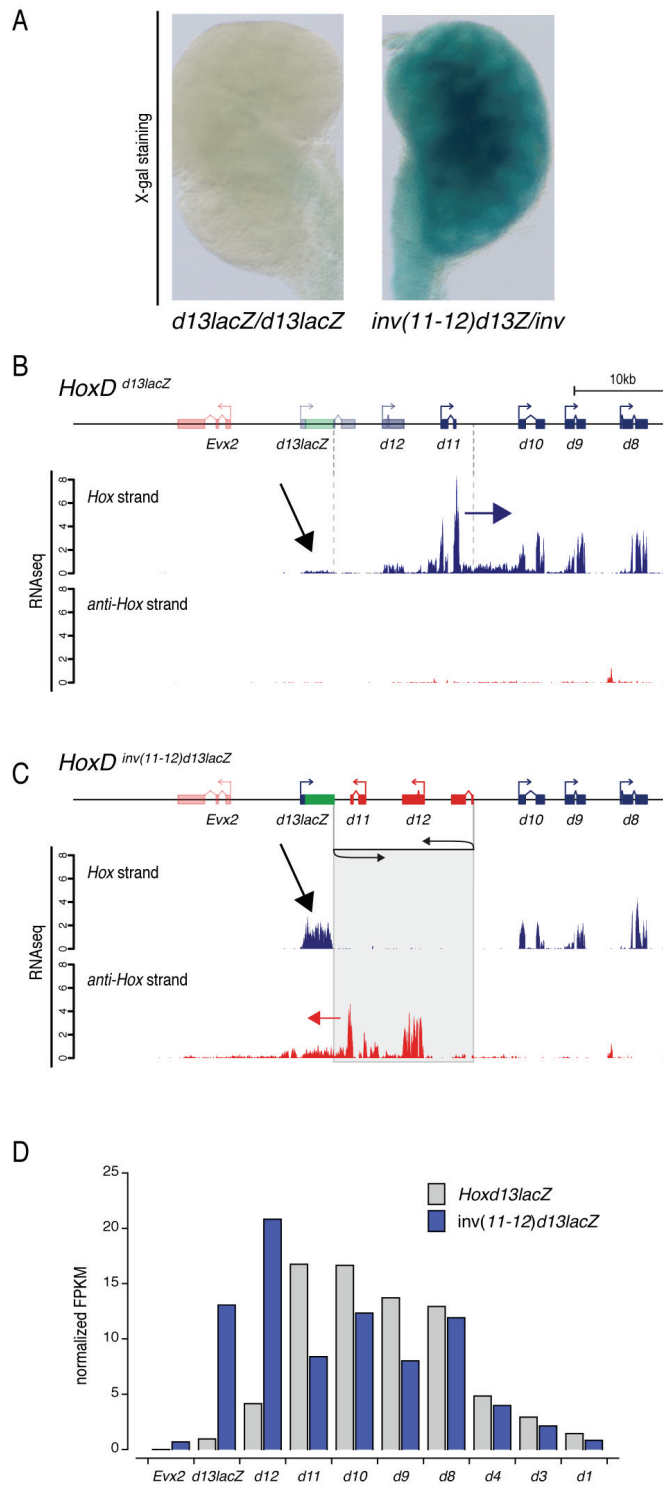 A
X-gal staining
d13lacZ/d13lacZ
inv(11-12)d13Z/inv
B
HoxD d13lacZ
10kb
Evx2 d13lacZ d12 d11 d10 d9 d8
RNAseq
8
6
4
2
0
Hox strand
8
6
4
2
0
anti-Hox strand
C
HoxD inv(11-12)d13lacZ
Evx2 d13lacZ d11 d12 d10 d9 d8
RNAseq
8
6
4
2
0
Hox strand
8
6
4
2
0
anti-Hox strand
D
normalized FPKM
25
20
15
10
5
0
Hoxd13lacZ
inv(11-12)d13lacZ
Evx2 d13lacZ d12 d11 d10 d9 d8 d4 d3 d1